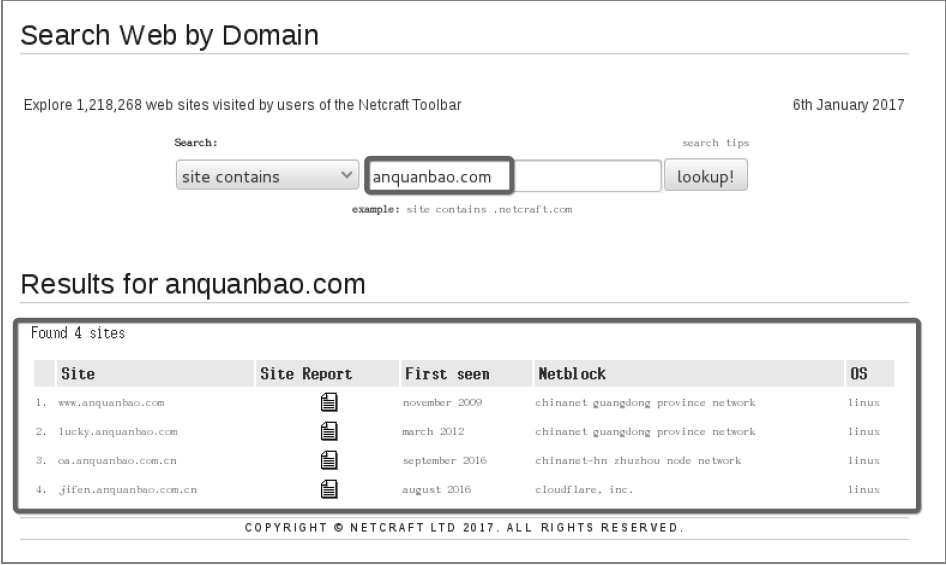 Search Web by Domain
Explore 1,218,268 web sites visited by users of the Netcraft Toolbar 6th January 2017
Search: search tips
site contains anquanbao.com lookup!
example: site contains .netcraft.com
Results for anquanbao.com
Found 4 sites
Site Site Report First seen Netblock OS
1. www.anquanbao.com november 2009 chinanet guangdong province network linux
2. lucky.anquanbao.com march 2012 chinanet guangdong province network linux
3. oa.anquanbao.com.cn september 2016 chinanet-hn zhuzhou node network linux
4. jifen.anquanbao.com.cn august 2016 cloudflare, inc. linux
COPYRIGHT © NETCRAFT LTD 2017. ALL RIGHTS RESERVED.